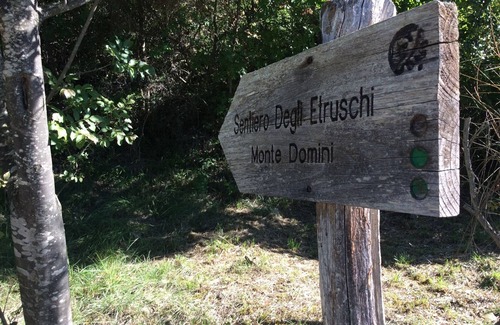 Sentiero Degli Etruschi
Monte Domini